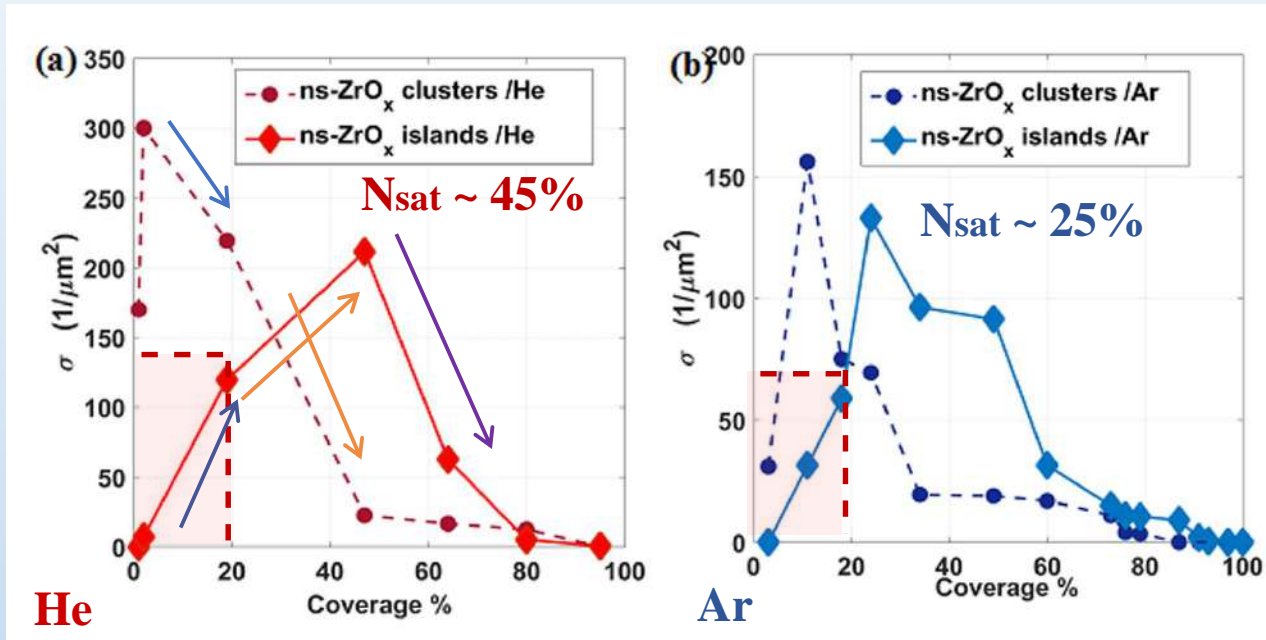 (a)
350
300
250
200
150
100
50
0
σ (1/μm²)
ns-ZrOₓ clusters /He
ns-ZrOₓ islands /He
Nsat ~ 45%
0 20 40 60 80 100
Coverage %
He
(b)
200
150
100
50
0
σ (1/μm²)
ns-ZrOₓ clusters /Ar
ns-ZrOₓ islands /Ar
Nsat ~ 25%
0 20 40 60 80 100
Coverage %
Ar